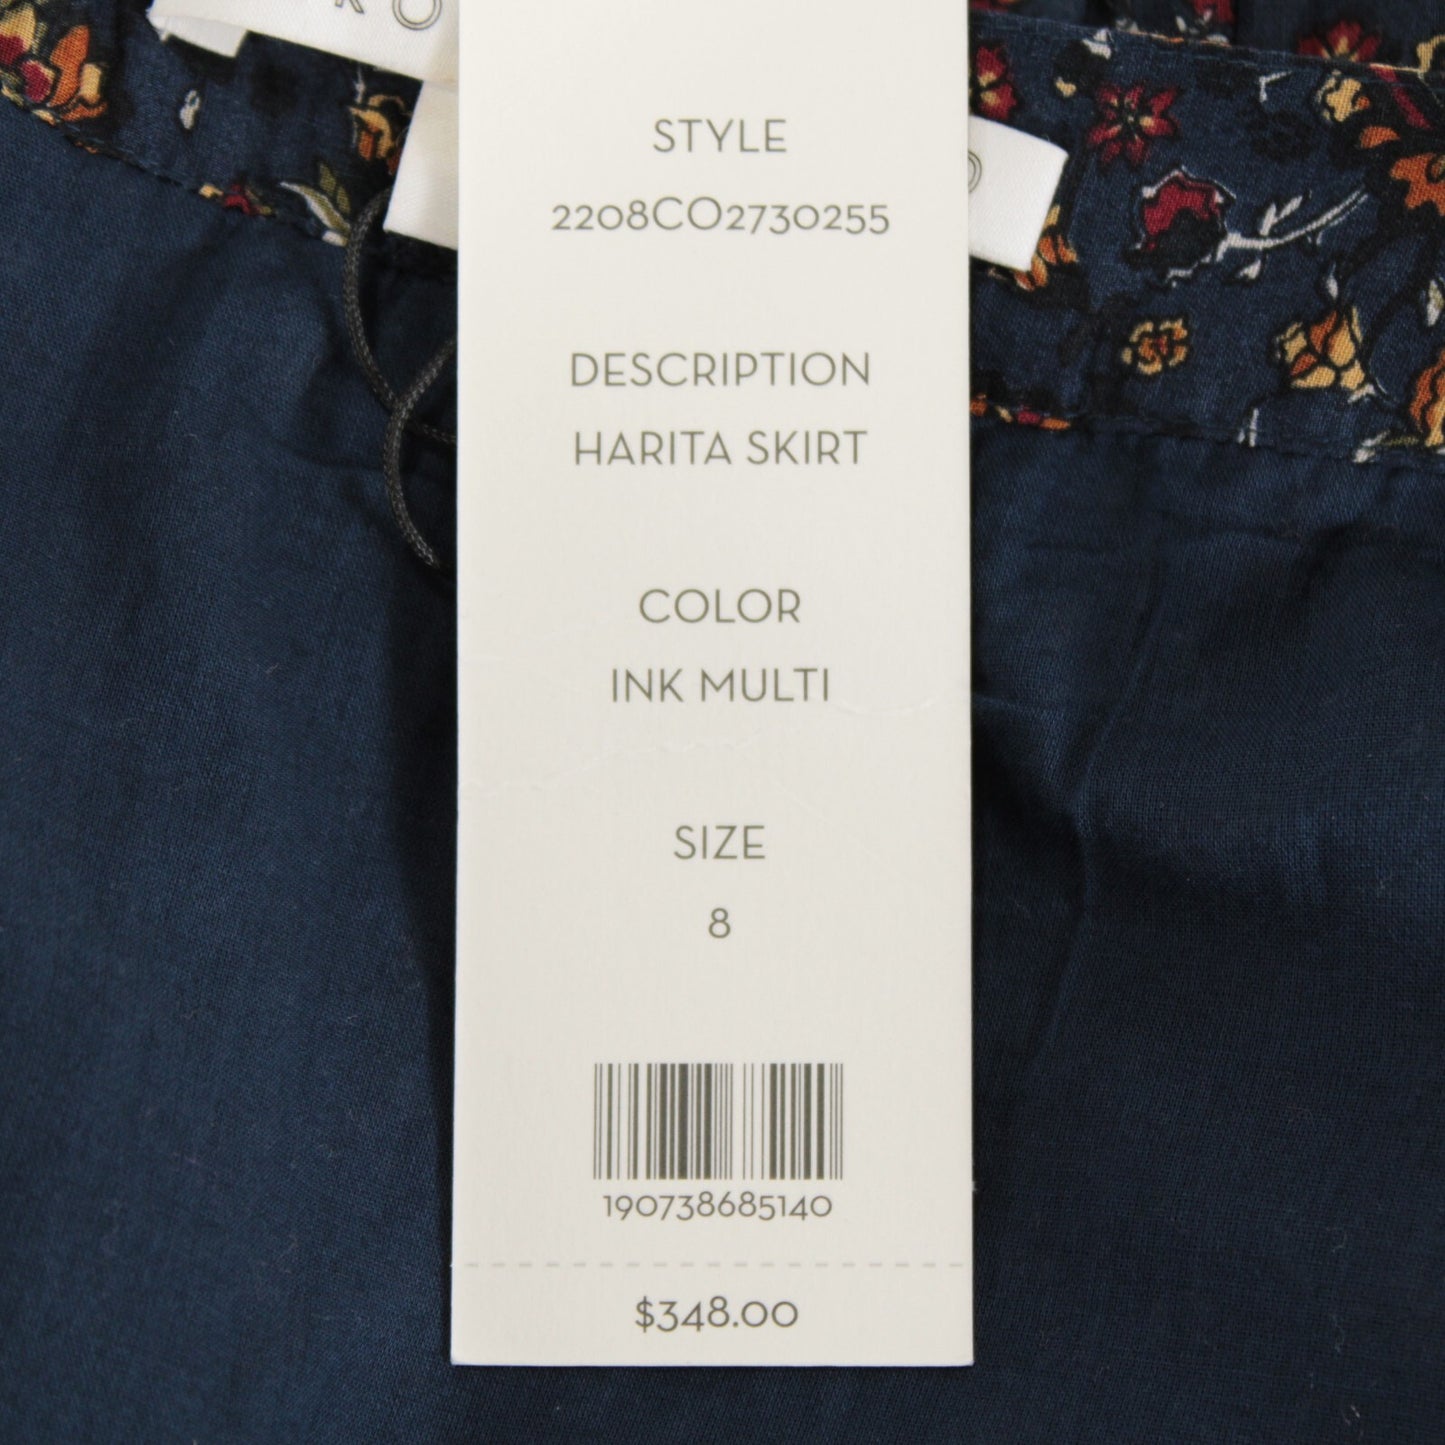 STYLE
2208CO2730255
DESCRIPTION
HARITA SKIRT
COLOR
INK MULTI
SIZE
8
190738685140
$348.00